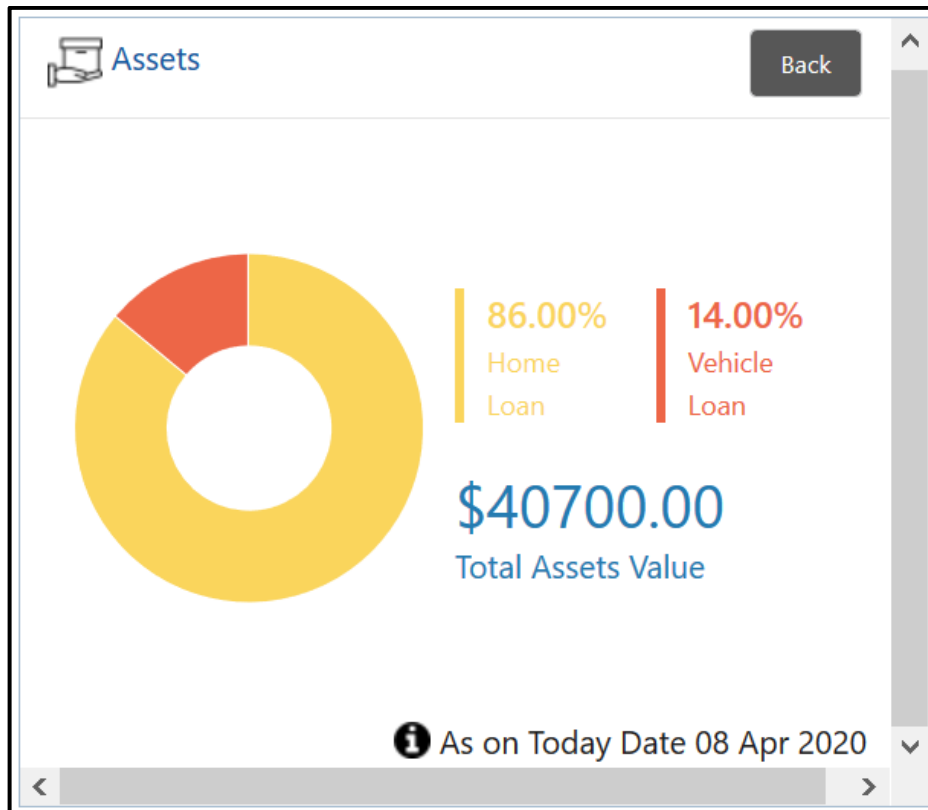 Assets
Back
86.00%
Home
Loan
14.00%
Vehicle
Loan
$40700.00
Total Assets Value
As on Today Date 08 Apr 2020